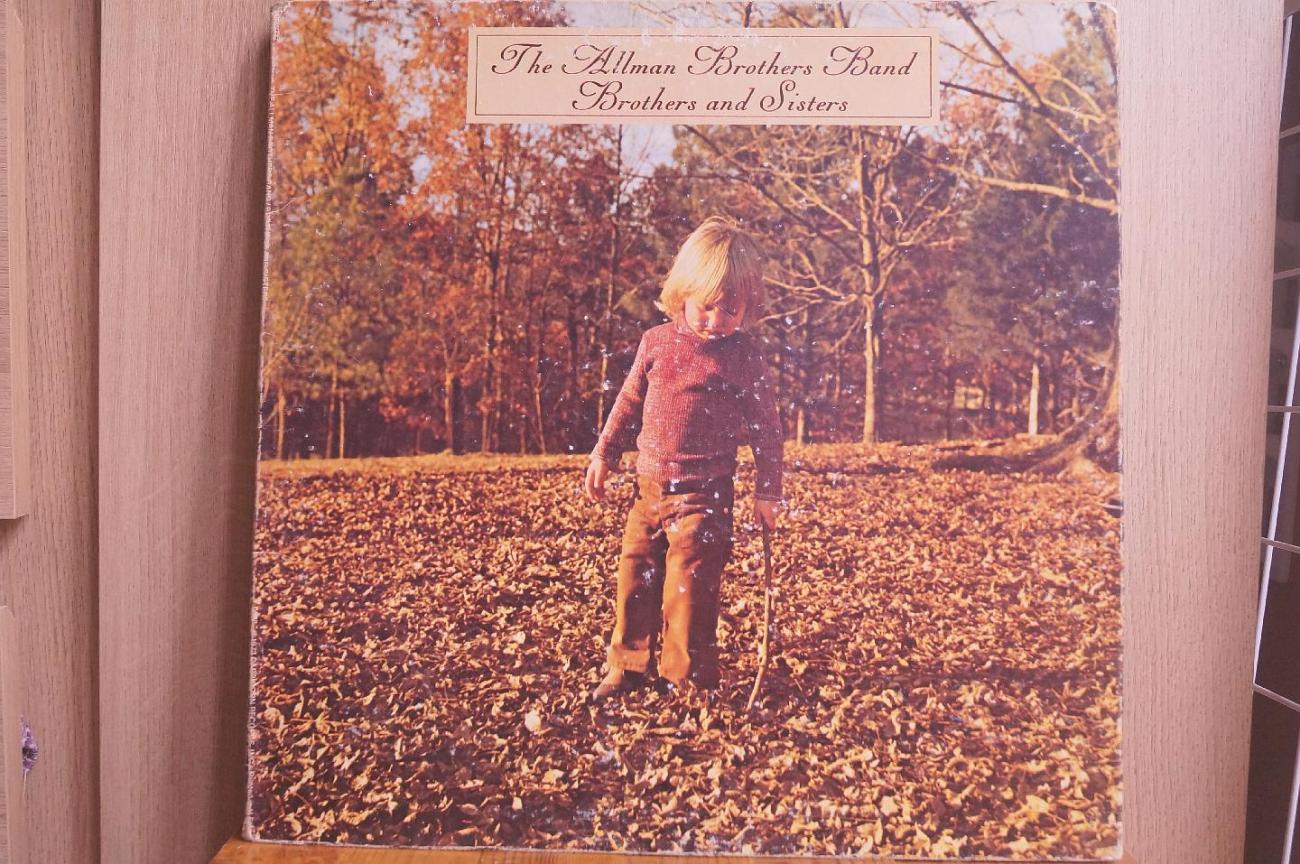 The Allman Brothers Band
Brothers and Sisters